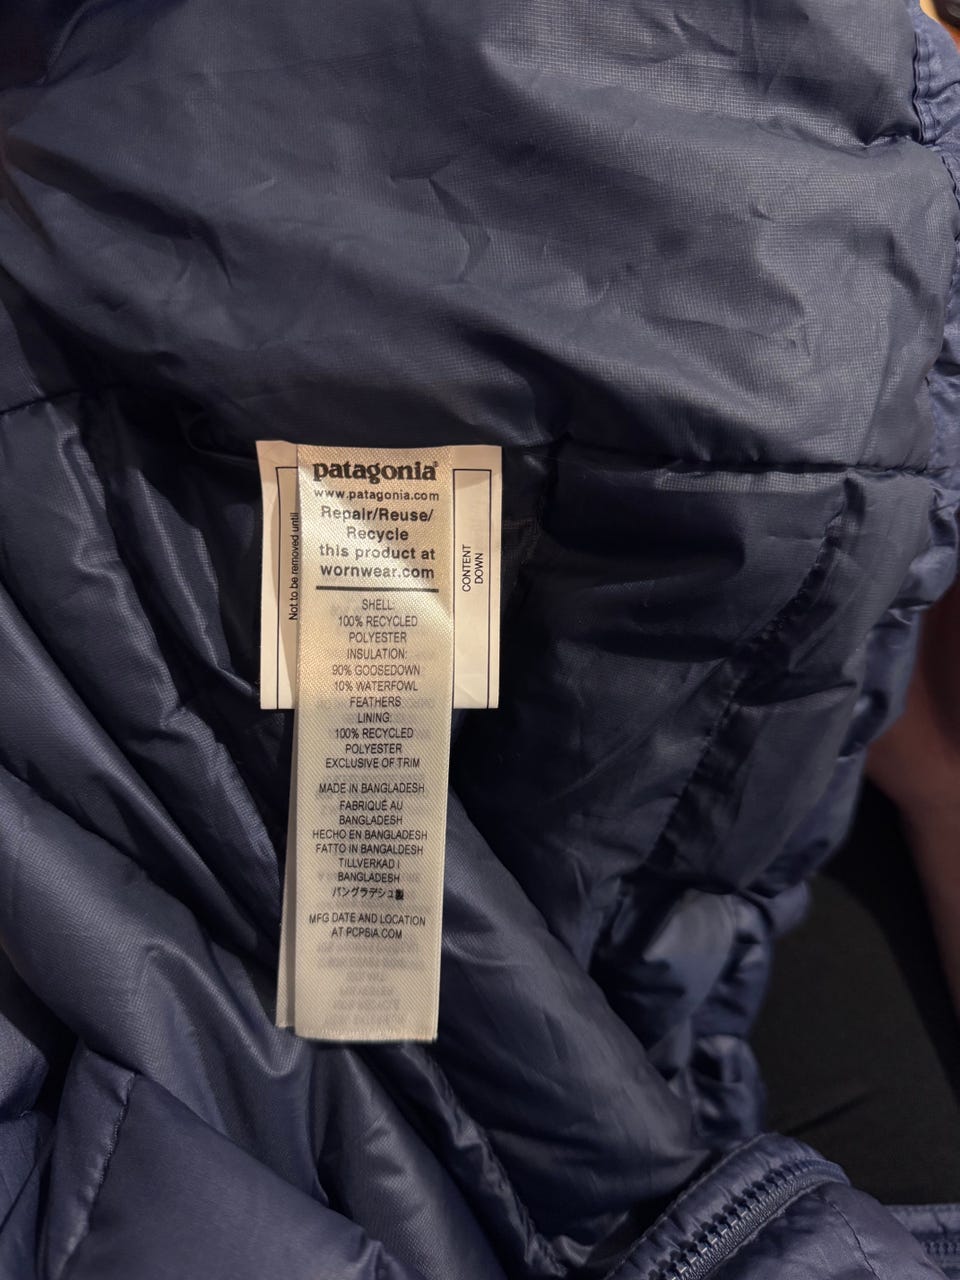 patagonia®
www.patagonia.com
Repair/Reuse/
Recycle
this product at
wornwear.com
SHELL:
100% RECYCLED
POLYESTER
INSULATION:
90% GOOSEDOWN
10% WATERFOWL
FEATHERS
LINING:
100% RECYCLED
POLYESTER
EXCLUSIVE OF TRIM
MADE IN BANGLADESH
FABRIQUÉ AU
BANGLADESH
HECHO EN BANGLADESH
FATTO IN BANGALDESH
TILLVERKAD I
BANGLADESH
バングラデシュ製
MFG DATE AND LOCATION
AT PCPSIA.COM
Not to be removed until
CONTENT
DOWN